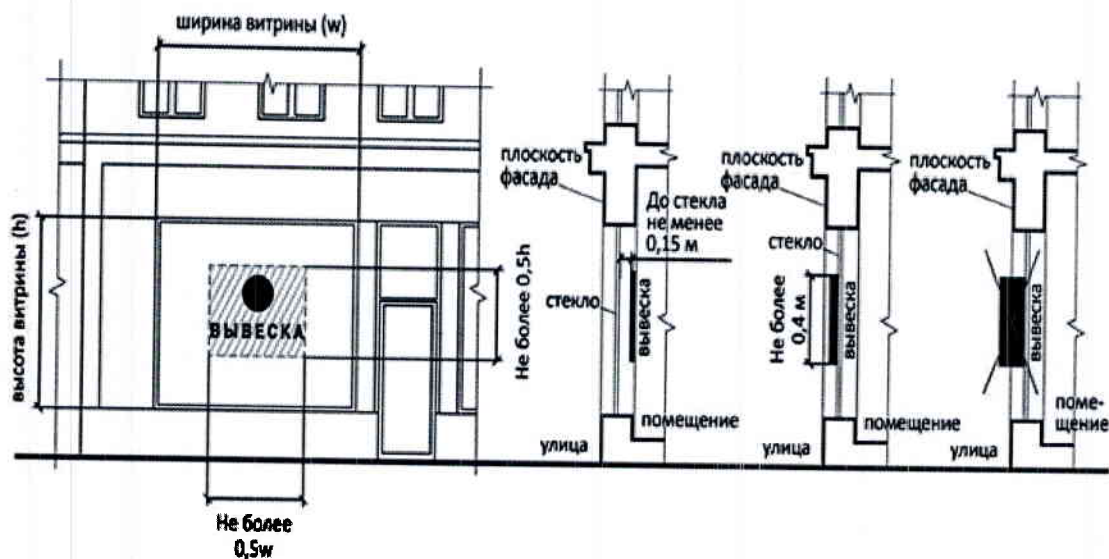 ширина витрины (w)
высота витрины (h)
ВЫВЕСКА
Не более 0,5h
Не более
0,5w
плоскость
фасада
До стекла
не менее
0,15 м
стекло
вывеска
помещение
улица
плоскость
фасада
стекло
Не более
0,4 м
вывеска
помещение
улица
плоскость
фасада
вывеска
поме-
щение
улица